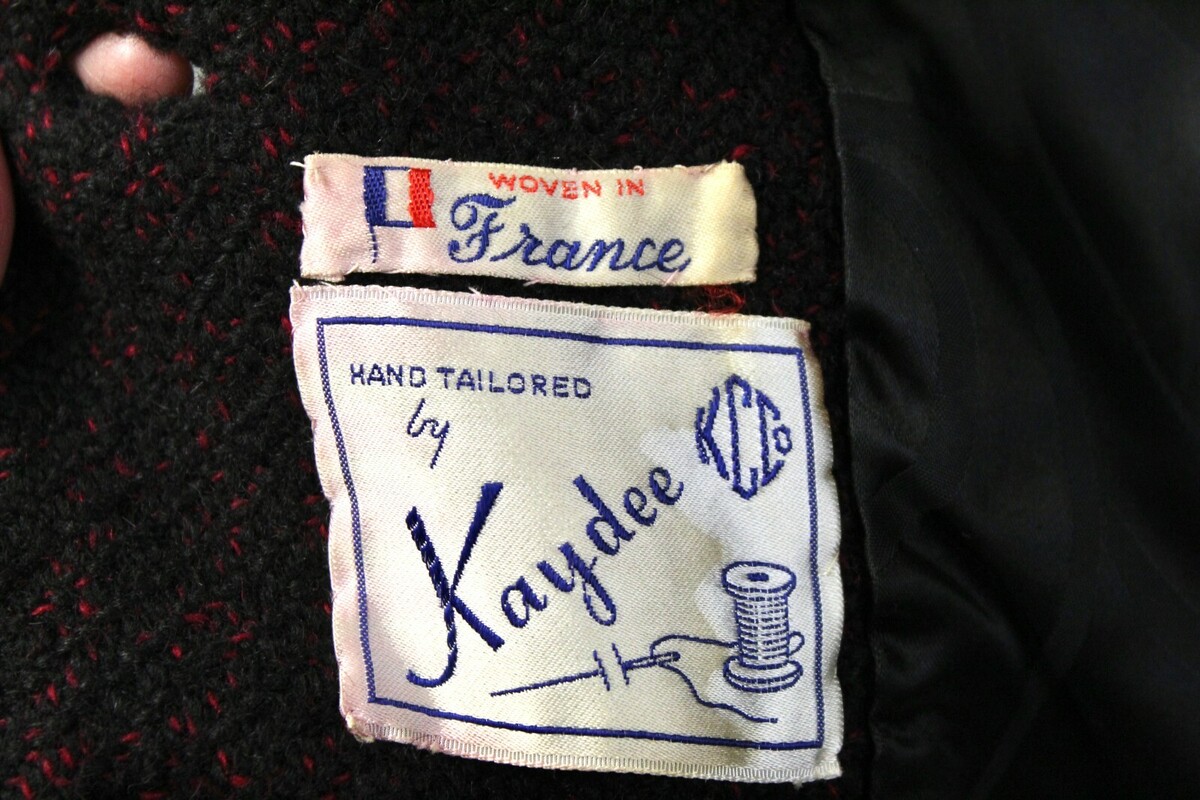 WOVEN IN
France
HAND TAILORED
by
Kaydee
KCCo